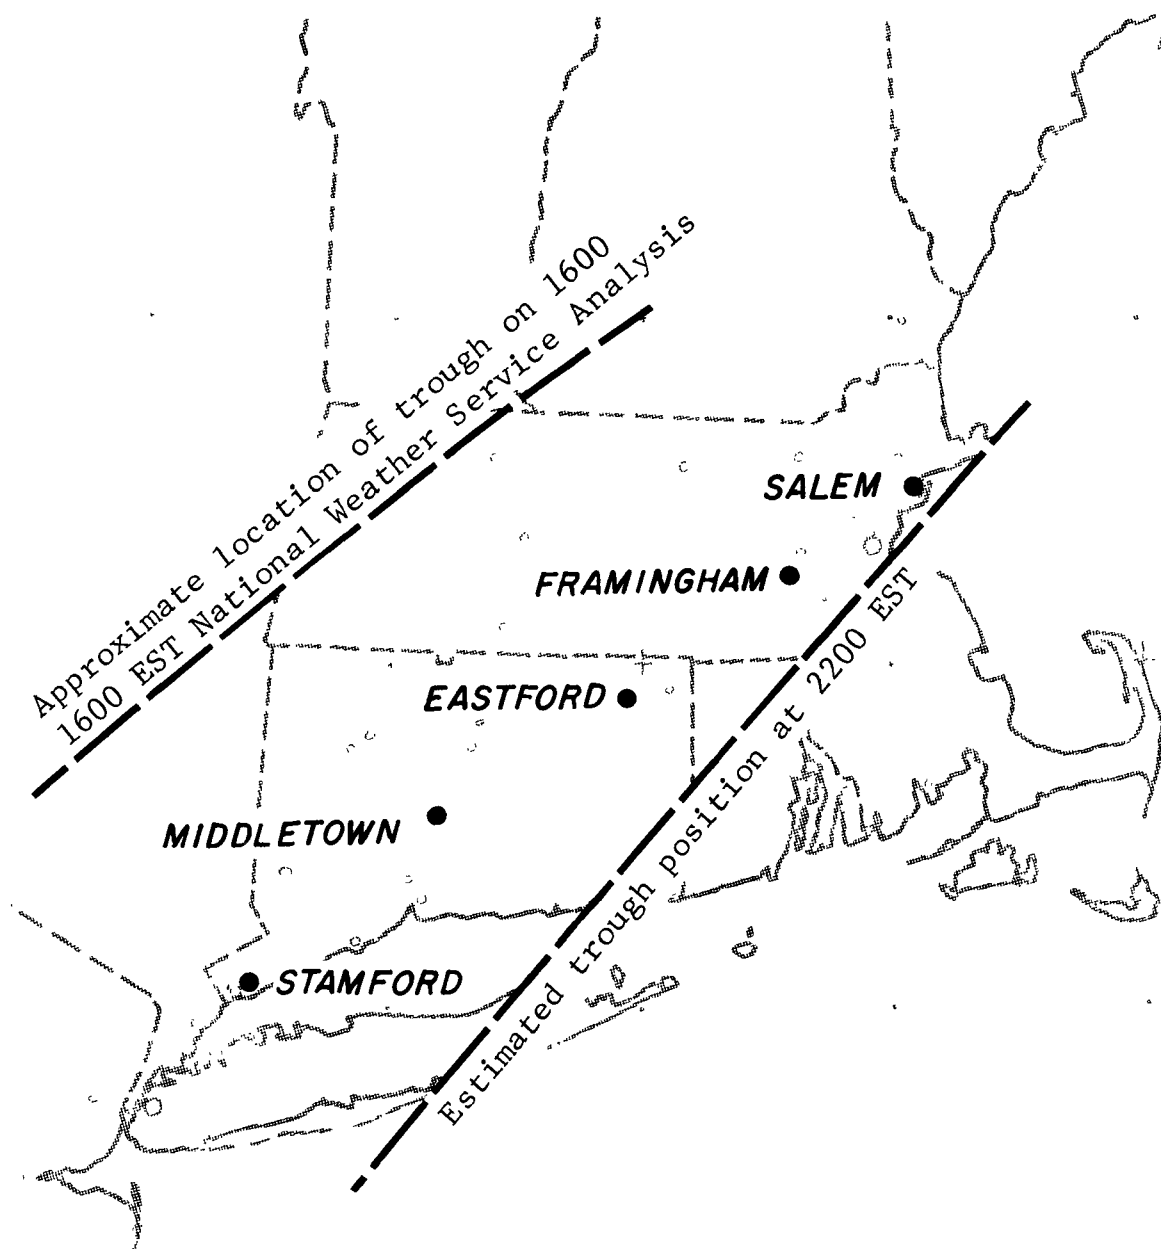 Approximate location of trough on 1600
1600 EST National Weather Service Analysis
SALEM
FRAMINGHAM
EASTFORD
MIDDLETOWN
STAMFORD
Estimated trough position at 2200 EST